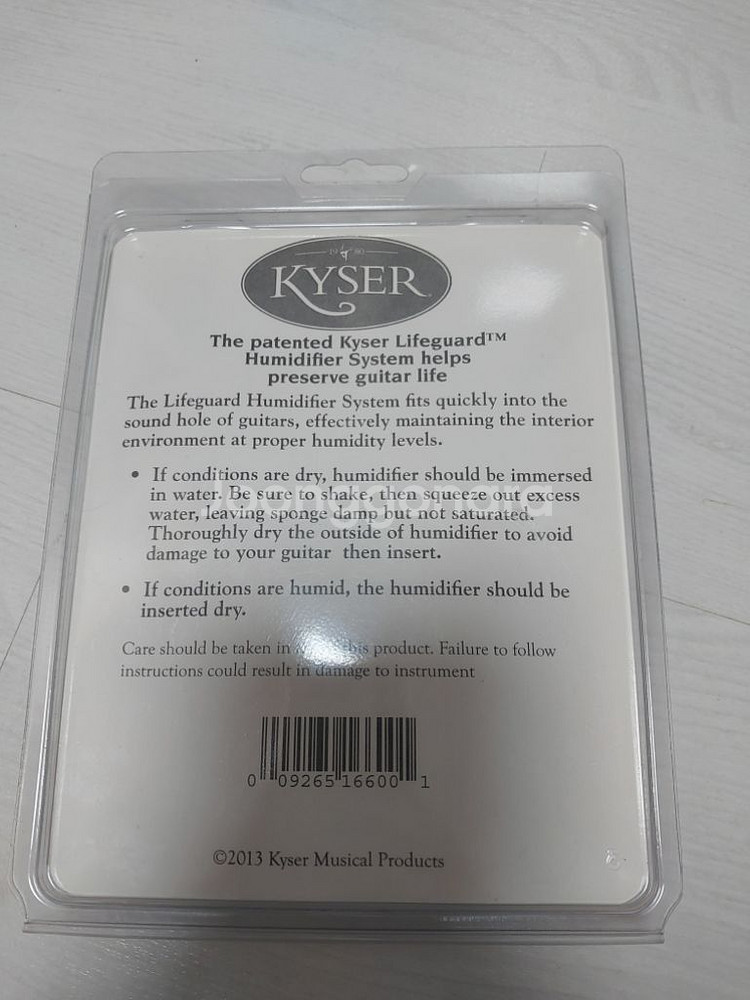 19 80
KYSER
The patented Kyser Lifeguard™
Humidifier System helps
preserve guitar life
The Lifeguard Humidifier System fits quickly into the
sound hole of guitars, effectively maintaining the interior
environment at proper humidity levels.
• If conditions are dry, humidifier should be immersed
in water. Be sure to shake, then squeeze out excess
water, leaving sponge damp but not saturated.
Thoroughly dry the outside of humidifier to avoid
damage to your guitar then insert.
• If conditions are humid, the humidifier should be
inserted dry.
Care should be taken in this product. Failure to follow
instructions could result in damage to instrument
0 09265 16600 1
©2013 Kyser Musical Products
Joonggonara